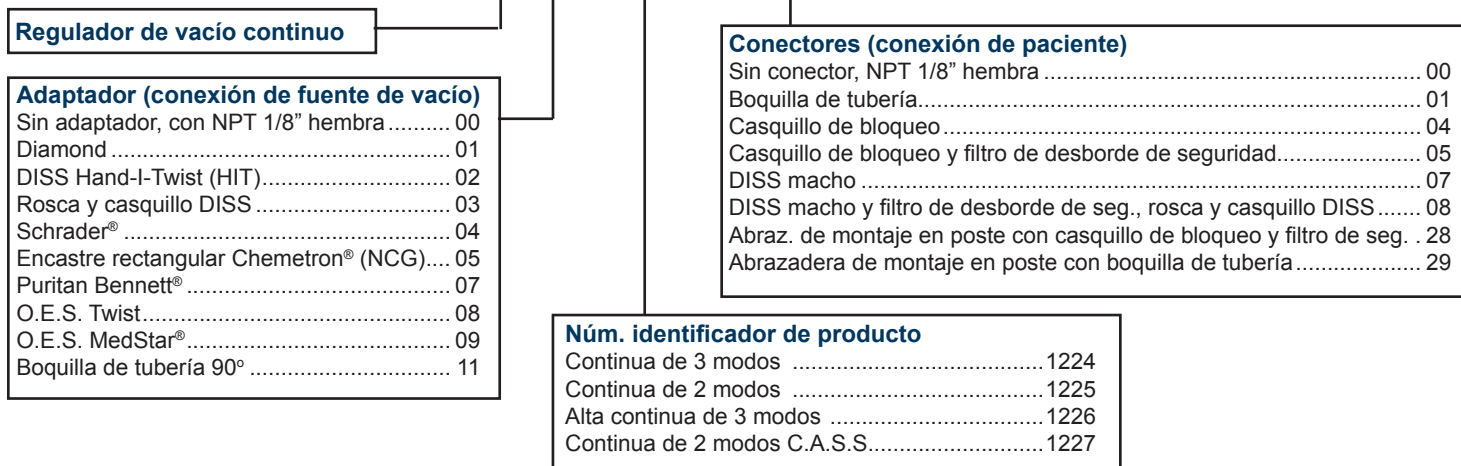 Regulador de vacío continuo
Adaptador (conexión de fuente de vacío)
Sin adaptador, con NPT 1/8” hembra .......... 00
Diamond .................................................... 01
DISS Hand-I-Twist (HIT)............................. 02
Rosca y casquillo DISS .............................. 03
Schrader® .................................................. 04
Encastre rectangular Chemetron® (NCG).... 05
Puritan Bennett® ........................................ 07
O.E.S. Twist............................................... 08
O.E.S. MedStar® ........................................ 09
Boquilla de tubería 90º ............................... 11
Conectores (conexión de paciente)
Sin conector, NPT 1/8” hembra ............................................................ 00
Boquilla de tubería................................................................................ 01
Casquillo de bloqueo ............................................................................ 04
Casquillo de bloqueo y filtro de desborde de seguridad....................... 05
DISS macho ......................................................................................... 07
DISS macho y filtro de desborde de seg., rosca y casquillo DISS....... 08
Abraz. de montaje en poste con casquillo de bloqueo y filtro de seg. . 28
Abrazadera de montaje en poste con boquilla de tubería .................... 29
Núm. identificador de producto
Continua de 3 modos .......................................1224
Continua de 2 modos .......................................1225
Alta continua de 3 modos .................................1226
Continua de 2 modos C.A.S.S...........................1227